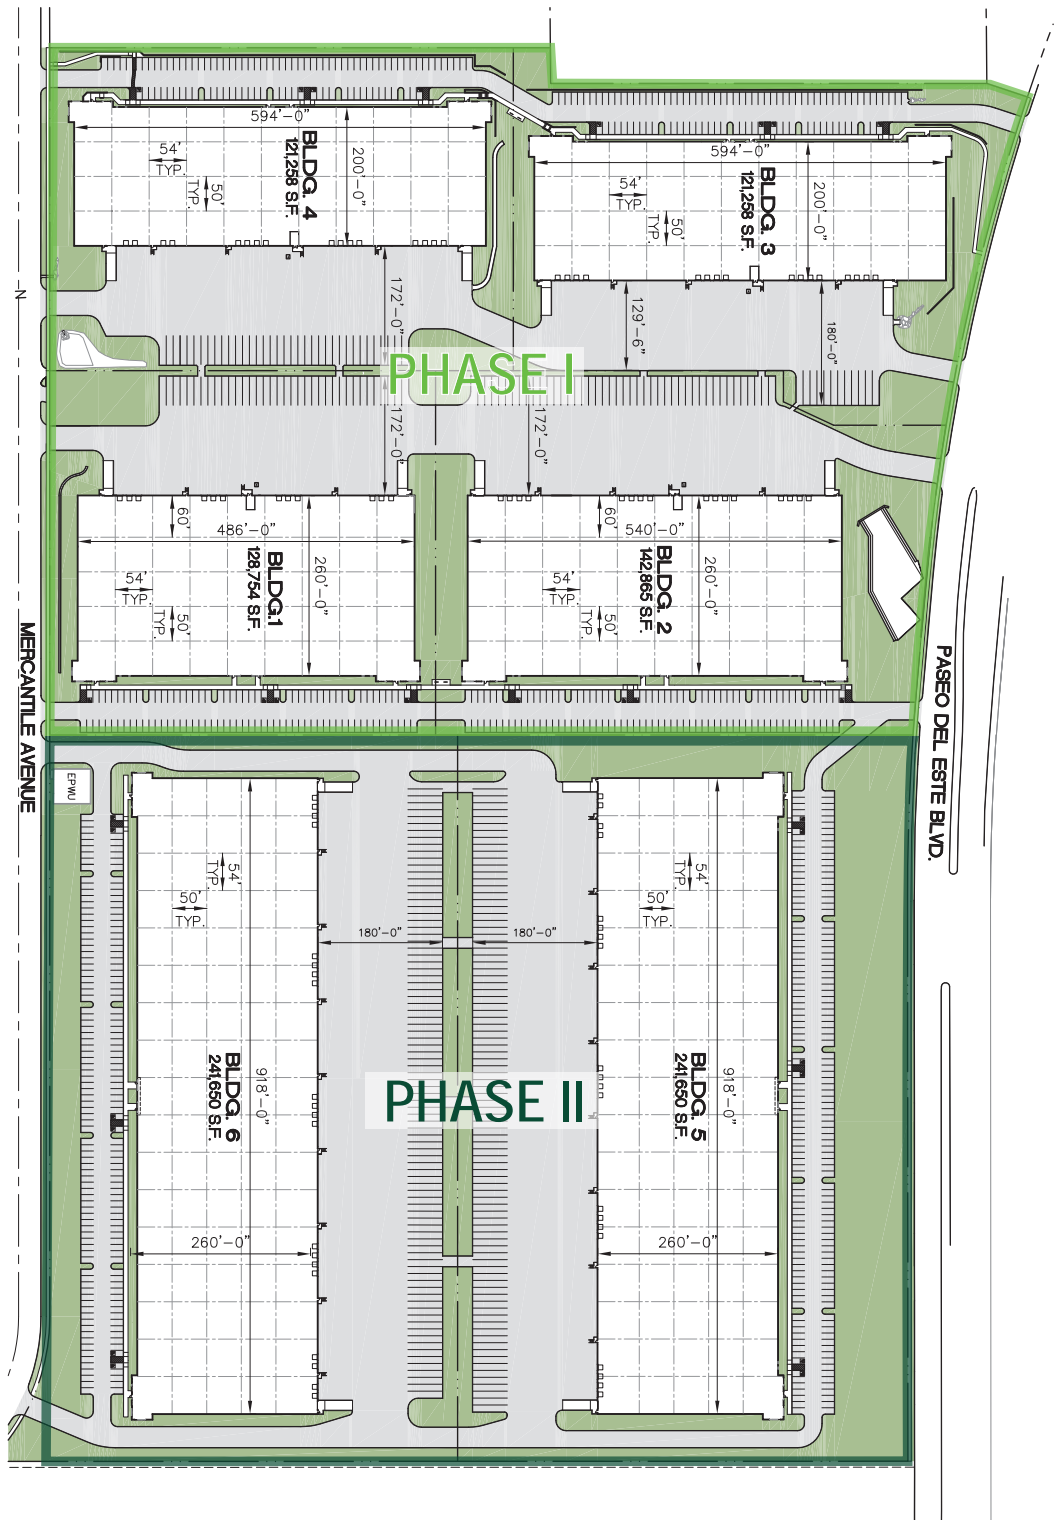 594'-0"
BLDG. 4
121,258 S.F.
200'-0"
54'
TYP.
50'
TYP.
594'-0"
BLDG. 3
121,258 S.F.
200'-0"
54'
TYP.
50'
TYP.
N
172'-0"
129'-6"
180'-0"
PHASE I
172'-0"
172'-0"
60'
486'-0"
BLDG.1
128,754 S.F.
260'-0"
54'
TYP.
50'
TYP.
60'
540'-0"
BLDG. 2
142,865 S.F.
260'-0"
54'
TYP.
50'
TYP.
MERCANTILE AVENUE
PASEO DEL ESTE BLVD.
EPWU
54'
TYP.
50'
TYP.
54'
TYP.
50'
TYP.
180'-0"
180'-0"
BLDG. 6
241,650 S.F.
918'-0"
PHASE II
BLDG. 5
241,650 S.F.
918'-0"
260'-0"
260'-0"